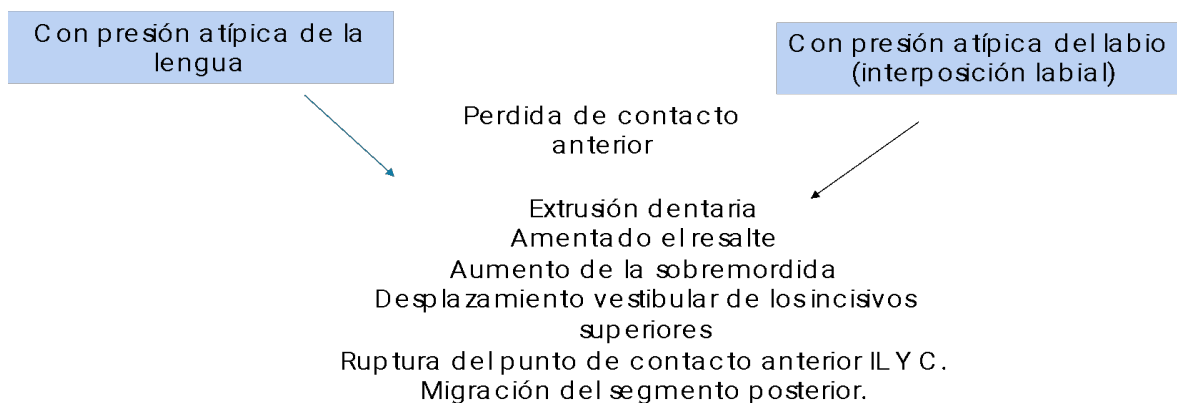 Con presión atípica de la
lengua
Con presión atípica del labio
(interposición labial)
Perdida de contacto
anterior
Extrusión dentaria
Amentado el resalte
Aumento de la sobremordida
Desplazamiento vestibular de los incisivos
superiores
Ruptura del punto de contacto anterior IL Y C.
Migración del segmento posterior.